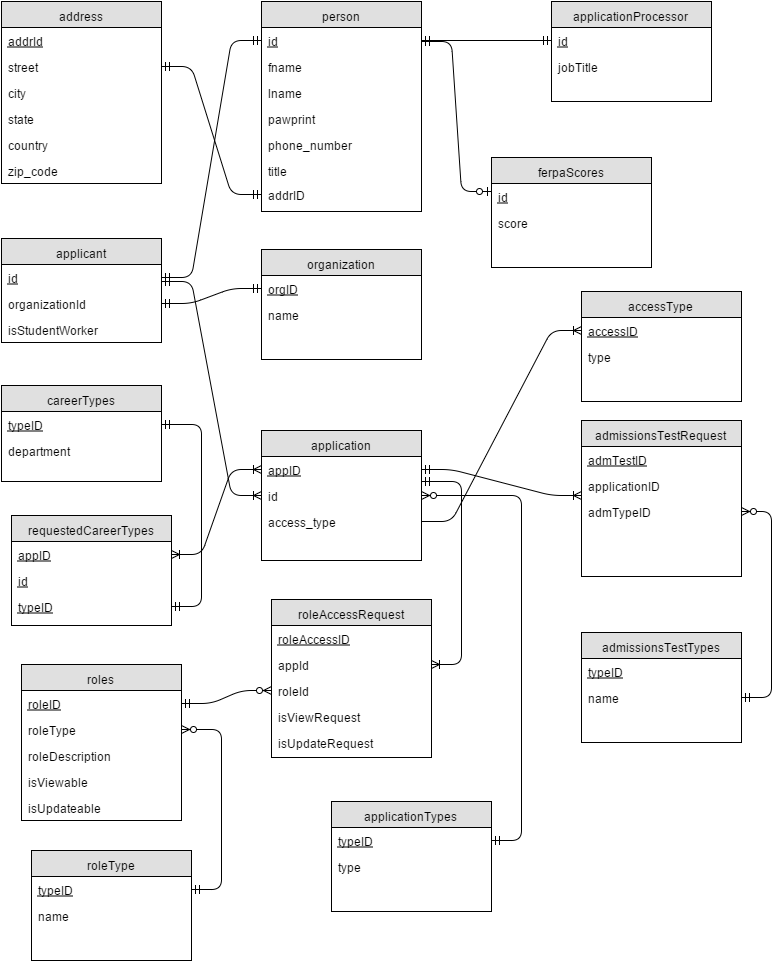 address
addrId
street
city
state
country
zip_code
person
id
fname
lname
pawprint
phone_number
title
addrID
applicationProcessor
id
jobTitle
ferpaScores
id
score
applicant
id
organizationId
isStudentWorker
organization
orgID
name
accessType
accessID
type
careerTypes
typeID
department
application
appID
id
access_type
admissionsTestRequest
admTestID
applicationID
admTypeID
requestedCareerTypes
appID
id
typeID
roleAccessRequest
roleAccessID
appId
roleId
isViewRequest
isUpdateRequest
admissionsTestTypes
typeID
name
roles
roleID
roleType
roleDescription
isViewable
isUpdateable
applicationTypes
typeID
type
roleType
typeID
name